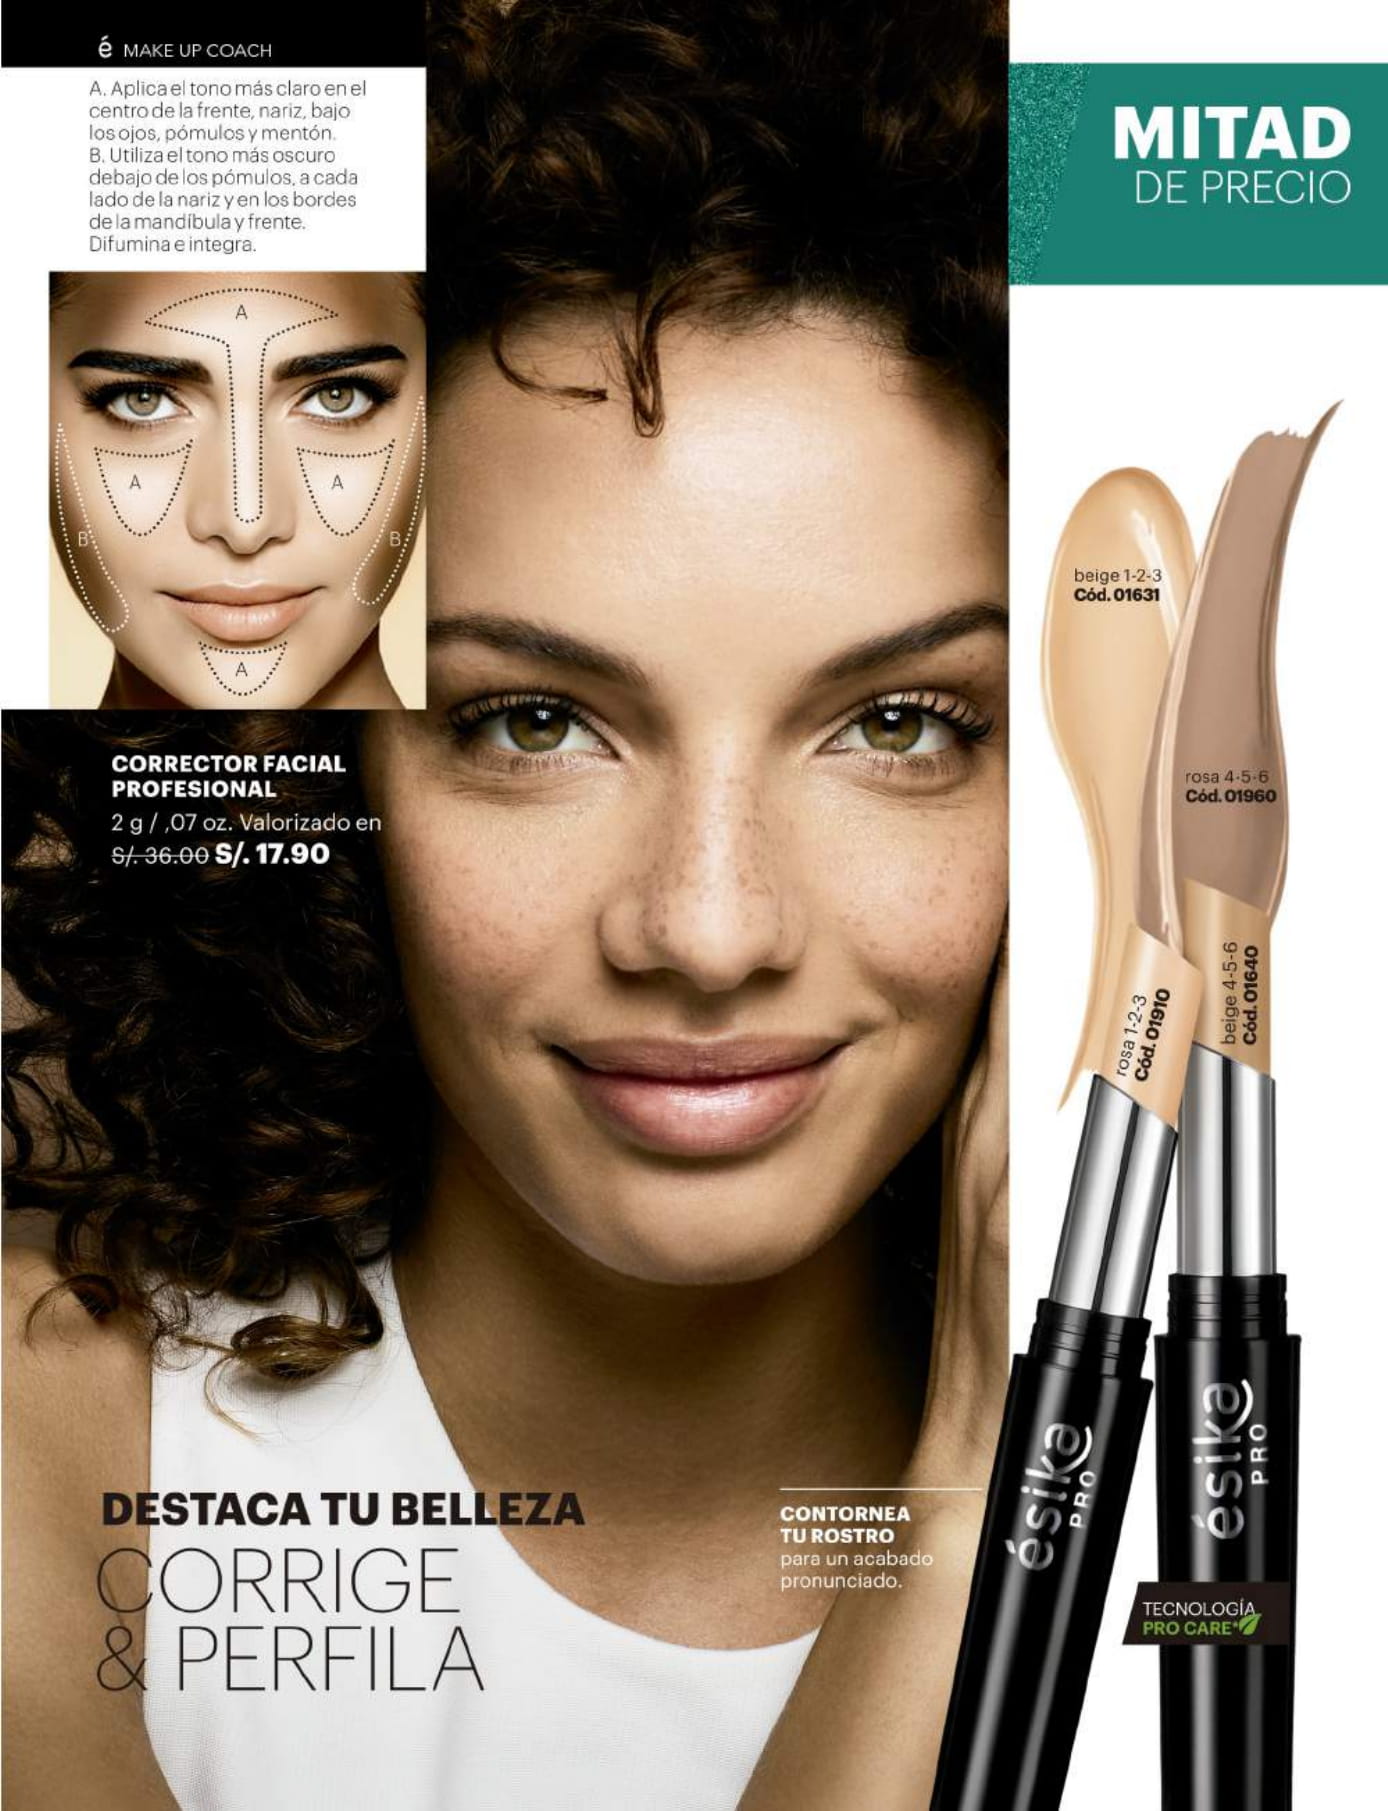 é MAKE UP COACH
A. Aplica el tono más claro en el
centro de la frente, nariz, bajo
los ojos, pómulos y mentón.
B. Utiliza el tono más oscuro
debajo de los pómulos, a cada
lado de la nariz y en los bordes
de la mandíbula y frente.
Difumina e integra.
A
A
A
B
B
A
MITAD
DE PRECIO
beige 1-2-3
Cód. 01631
rosa 4-5-6
Cód. 01960
rosa 1-2-3
Cód. 01910
beige 4-5-6
Cód. 01640
CORRECTOR FACIAL
PROFESIONAL
2 g / ,07 oz. Valorizado en
S/. 36.00 S/. 17.90
DESTACA TU BELLEZA
CORRIGE
& PERFILA
CONTORNEA
TU ROSTRO
para un acabado
pronunciado.
ésika
PRO
ésika
PRO
TECNOLOGÍA
PRO CARE*